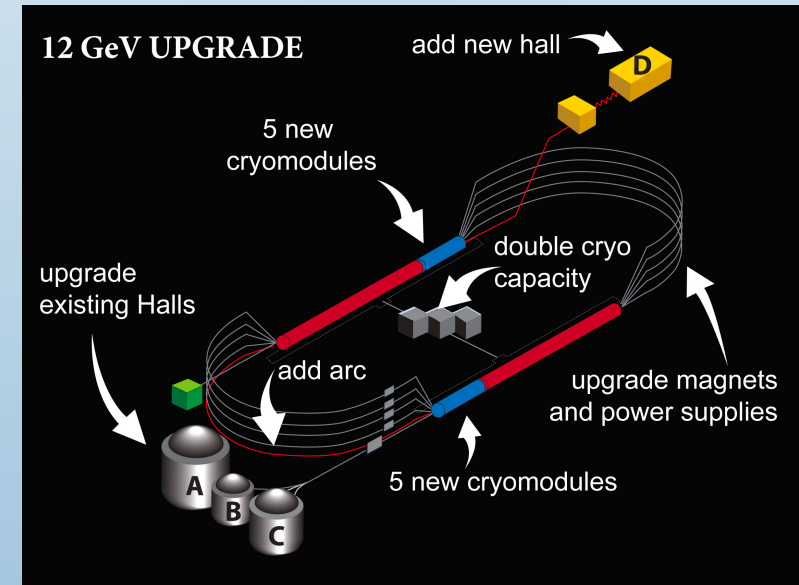 12 GeV UPGRADE
add new hall
D
5 new
cryomodules
double cryo
capacity
upgrade
existing Halls
add arc
upgrade magnets
and power supplies
5 new cryomodules
A
B
C